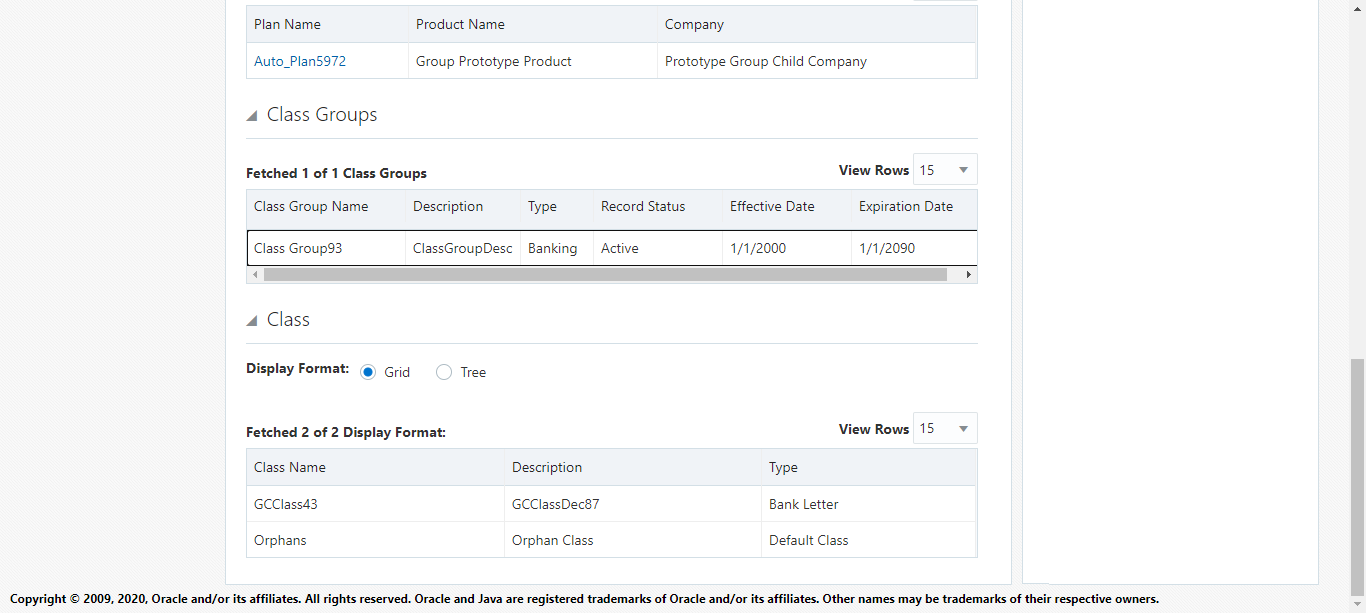 Plan Name Product Name Company
Auto_Plan5972 Group Prototype Product Prototype Group Child Company
Class Groups
Fetched 1 of 1 Class Groups View Rows 15
Class Group Name Description Type Record Status Effective Date Expiration Date
Class Group93 ClassGroupDesc Banking Active 1/1/2000 1/1/2090
Class
Display Format: Grid Tree
Fetched 2 of 2 Display Format: View Rows 15
Class Name Description Type
GCClass43 GCClassDec87 Bank Letter
Orphans Orphan Class Default Class
Copyright © 2009, 2020, Oracle and/or its affiliates. All rights reserved. Oracle and Java are registered trademarks of Oracle and/or its affiliates. Other names may be trademarks of their respective owners.